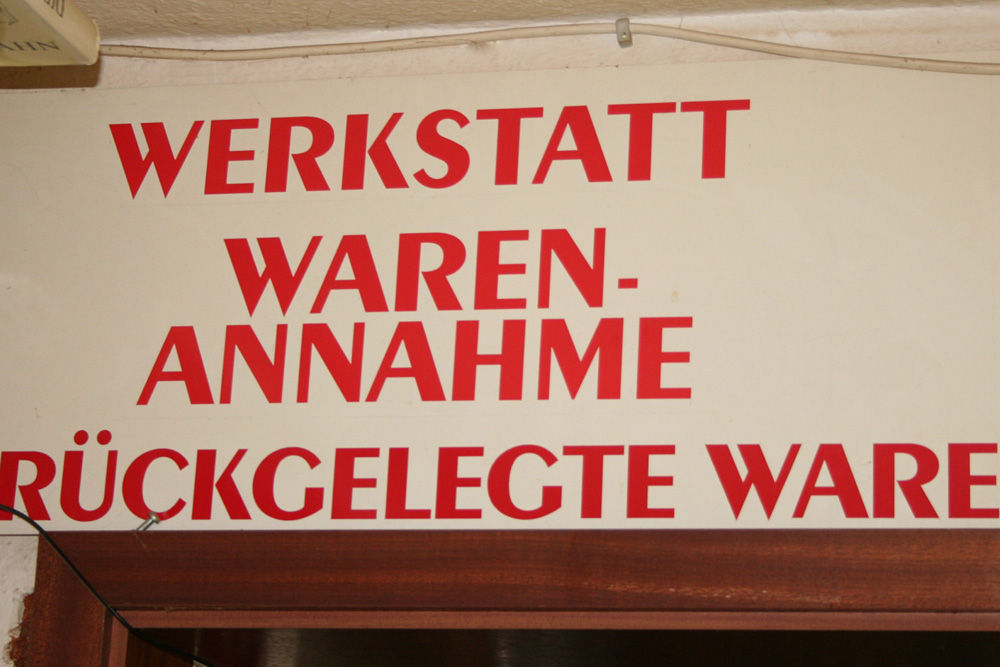 WERKSTATT
WAREN-
ANNAHME
RÜCKGELEGTE WARE